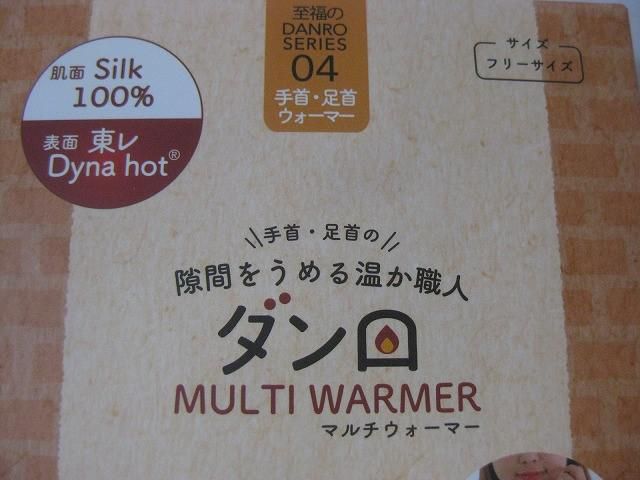 至福の
DANRO
SERIES
04
手首・足首
ウォーマー
サイズ
フリーサイズ
肌面 Silk
100%
表面 東レ
Dyna hot®
手首・足首の
隙間をうめる温か職人
ダンロ
MULTI WARMER
マルチウォーマー